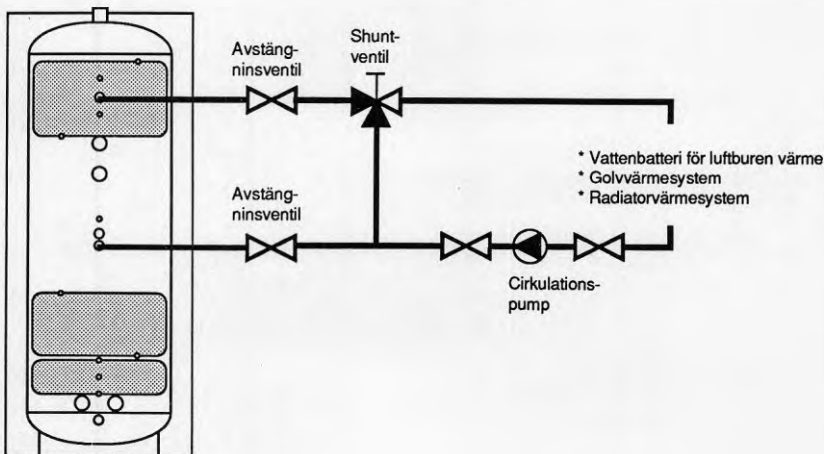 Avstäng-
ninsventil
Shunt-
ventil
* Vattenbatteri för luftburen värme
* Golvvärmesystem
* Radiatorvärmesystem
Avstäng-
ninsventil
Cirkulations-
pump